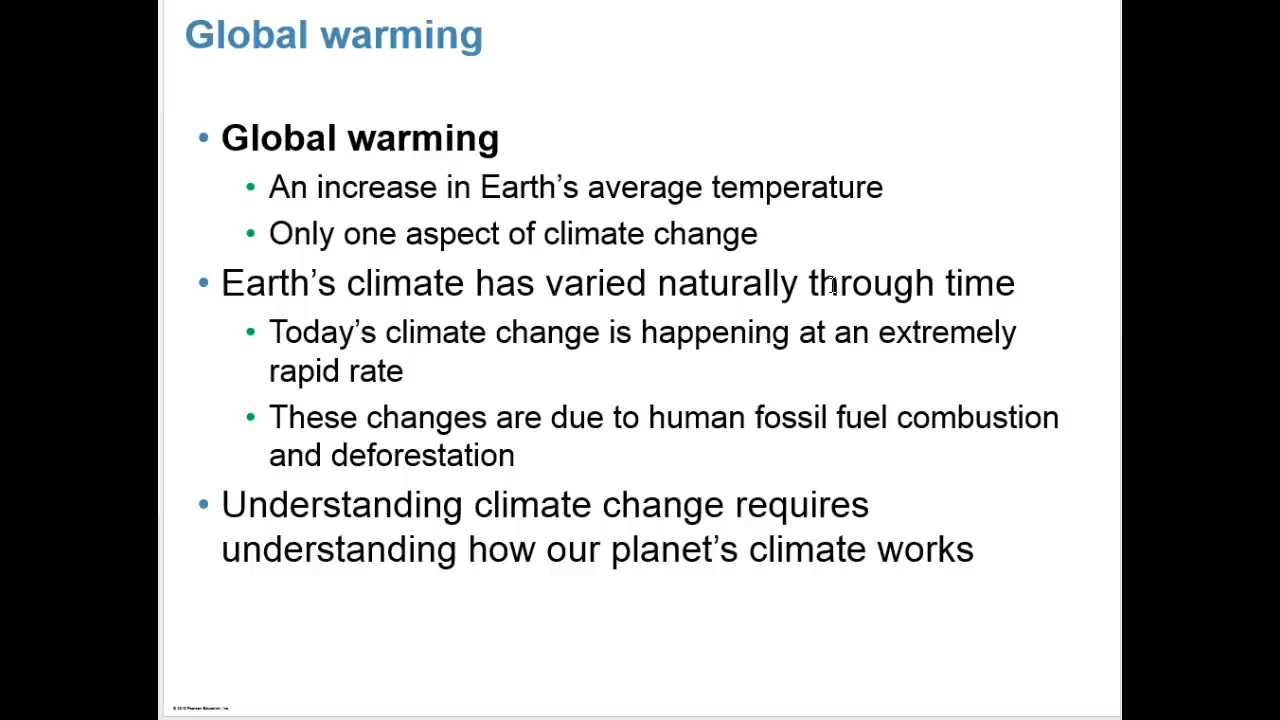 Global warming
• Global warming
• An increase in Earth's average temperature
• Only one aspect of climate change
• Earth's climate has varied naturally through time
• Today's climate change is happening at an extremely
rapid rate
• These changes are due to human fossil fuel combustion
and deforestation
• Understanding climate change requires
understanding how our planet's climate works